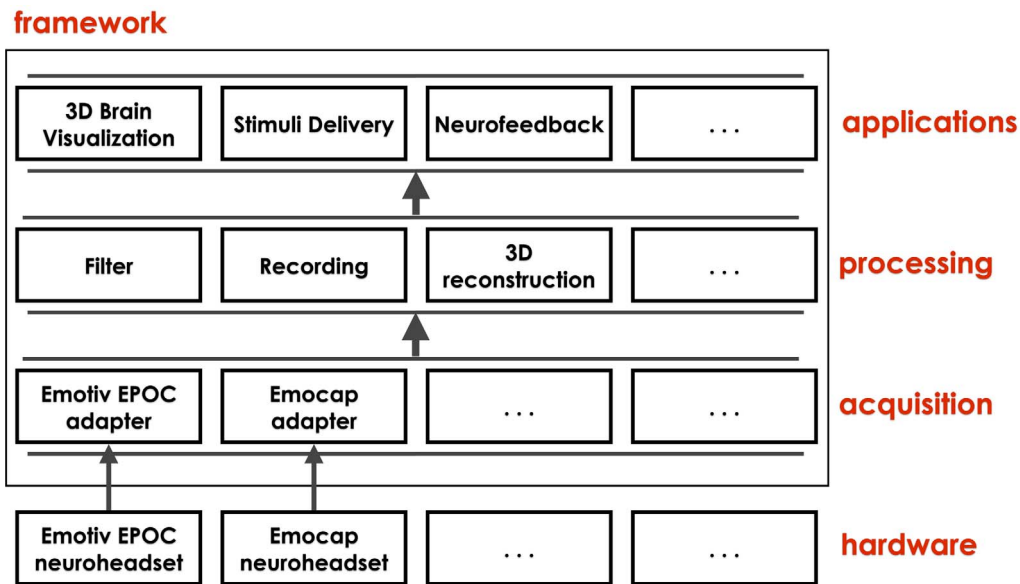 framework
3D Brain
Visualization
Stimuli Delivery
Neurofeedback
...
applications
Filter
Recording
3D
reconstruction
...
processing
Emotiv EPOC
adapter
Emocap
adapter
...
...
acquisition
Emotiv EPOC
neuroheadset
Emocap
neuroheadset
...
...
hardware